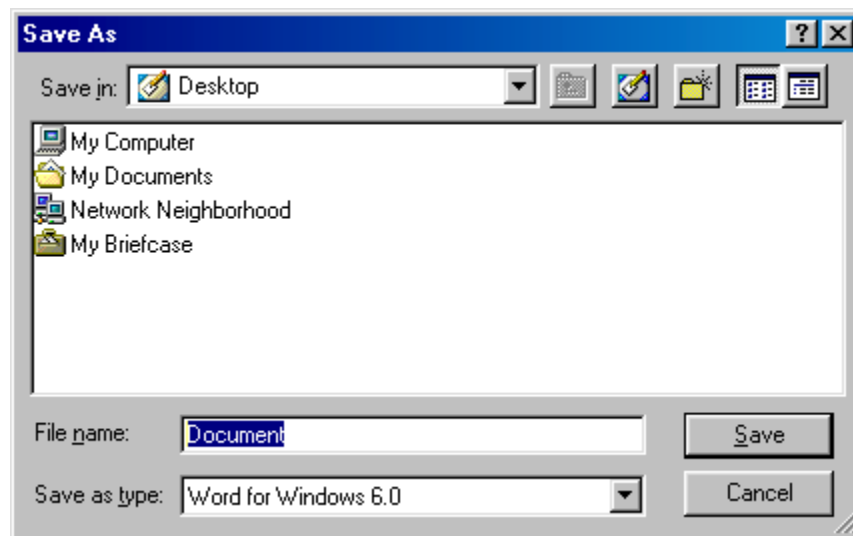 Save As
Save in: Desktop
My Computer
My Documents
Network Neighborhood
My Briefcase
File name: Document Save
Save as type: Word for Windows 6.0 Cancel